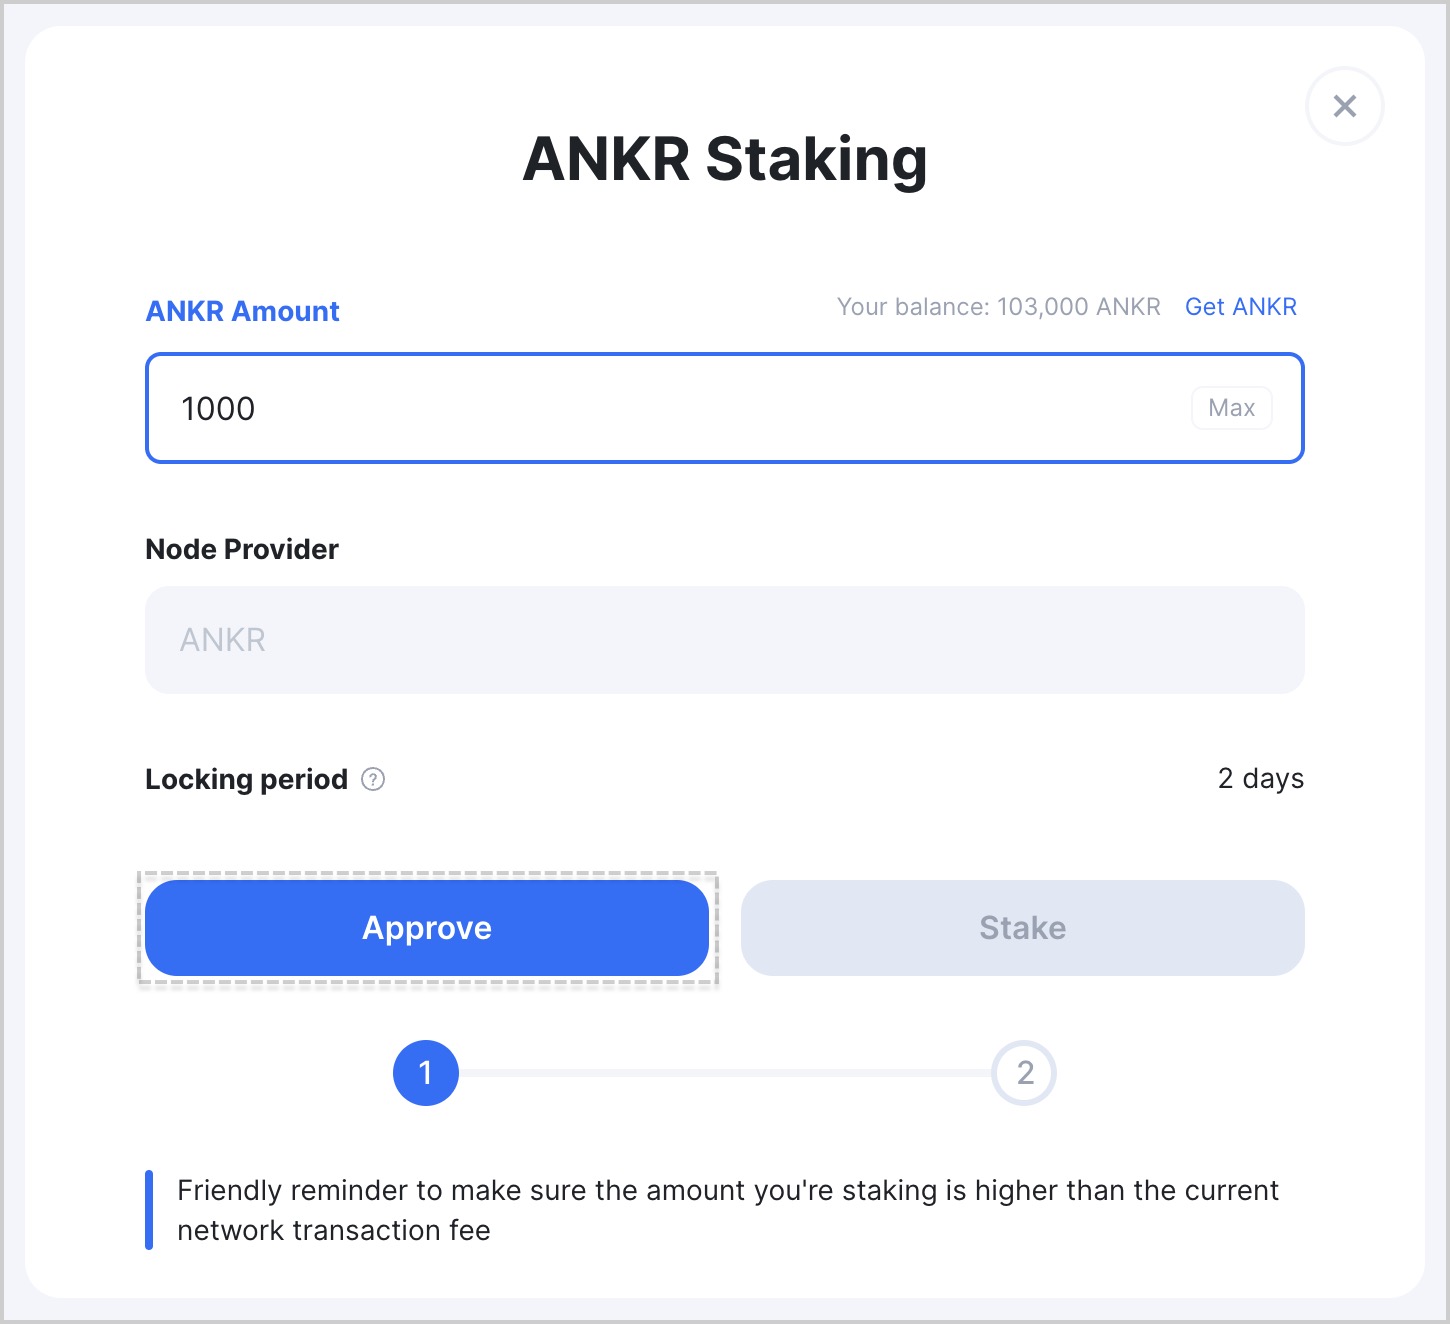 ANKR Staking
ANKR Amount
Your balance: 103,000 ANKR Get ANKR
1000
Max
Node Provider
ANKR
Locking period ?
2 days
Approve
Stake
1
2
Friendly reminder to make sure the amount you're staking is higher than the current
network transaction fee